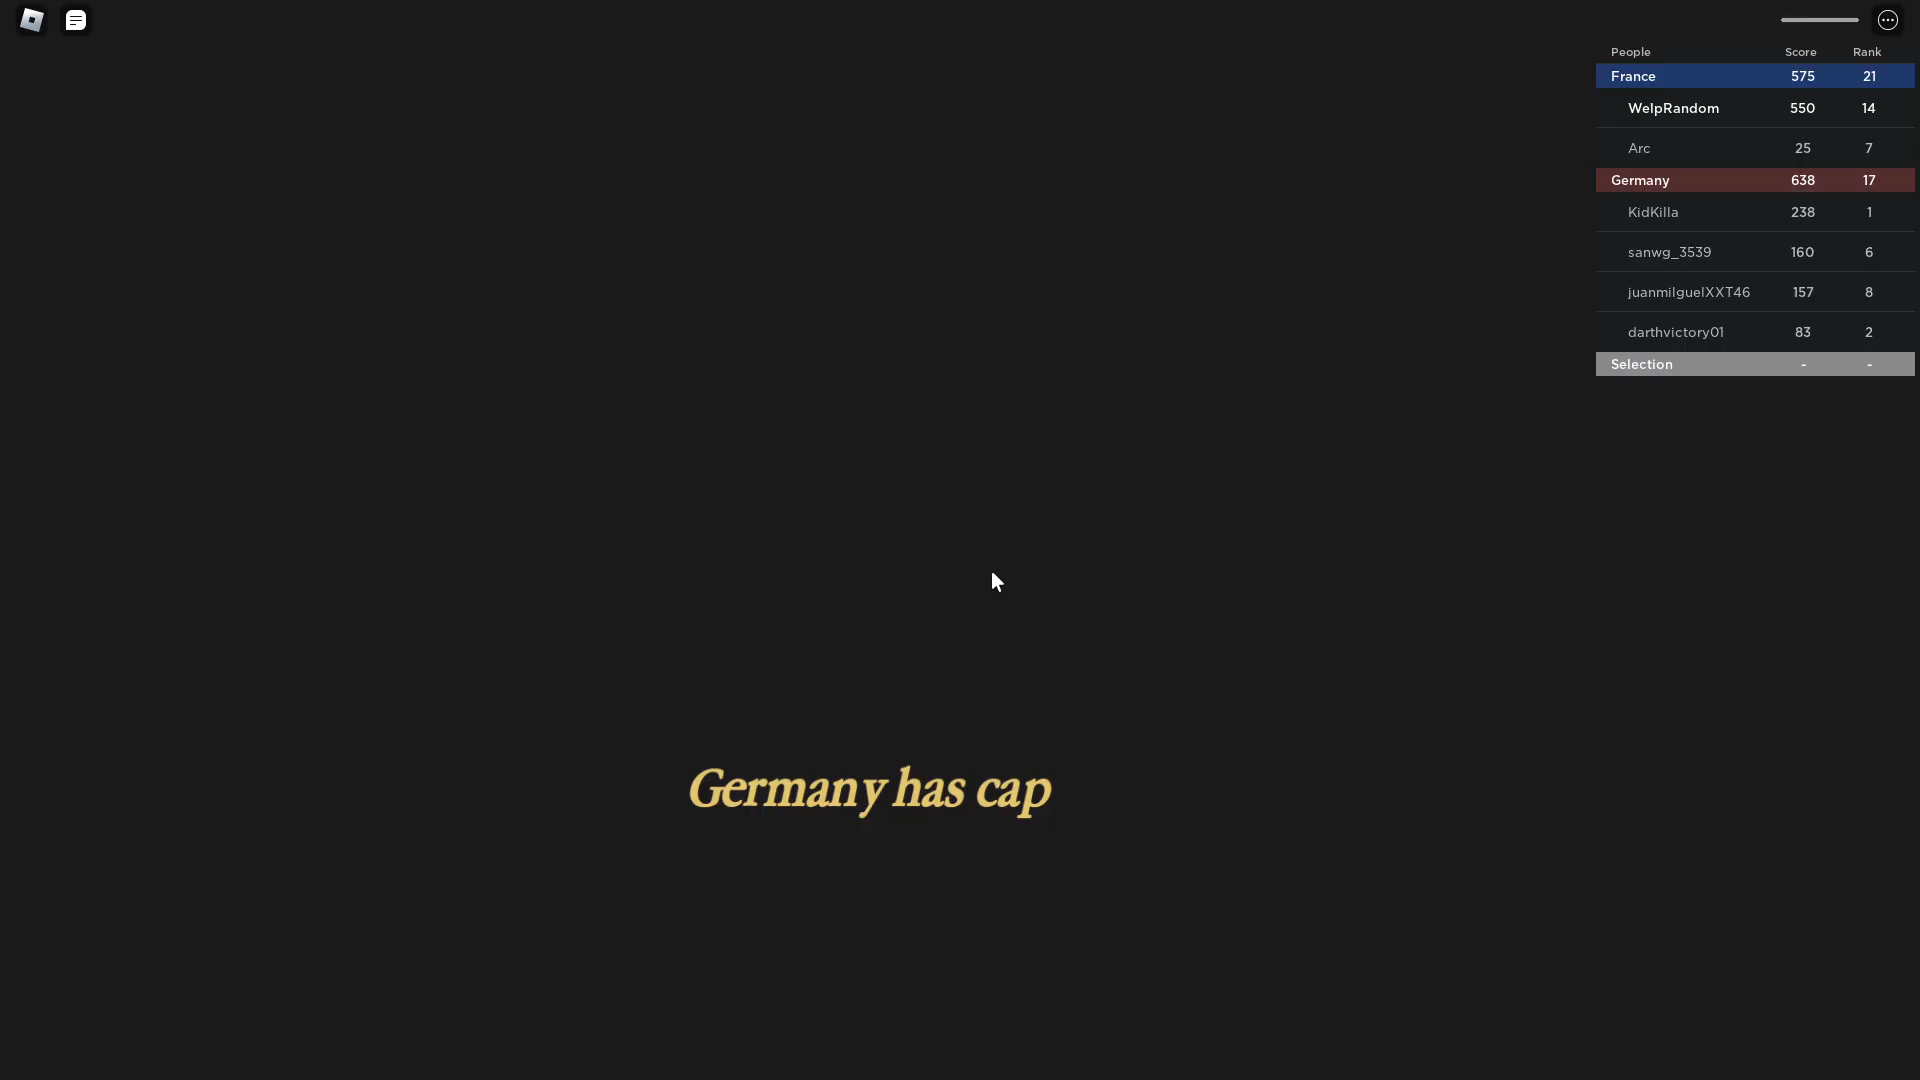 People Score Rank
France 575 21
WelpRandom 550 14
Arc 25 7
Germany 638 17
KidKilla 238 1
sanwg_3539 160 6
juanmilguelXXT46 157 8
darthvictory01 83 2
Selection - -
Germany has cap